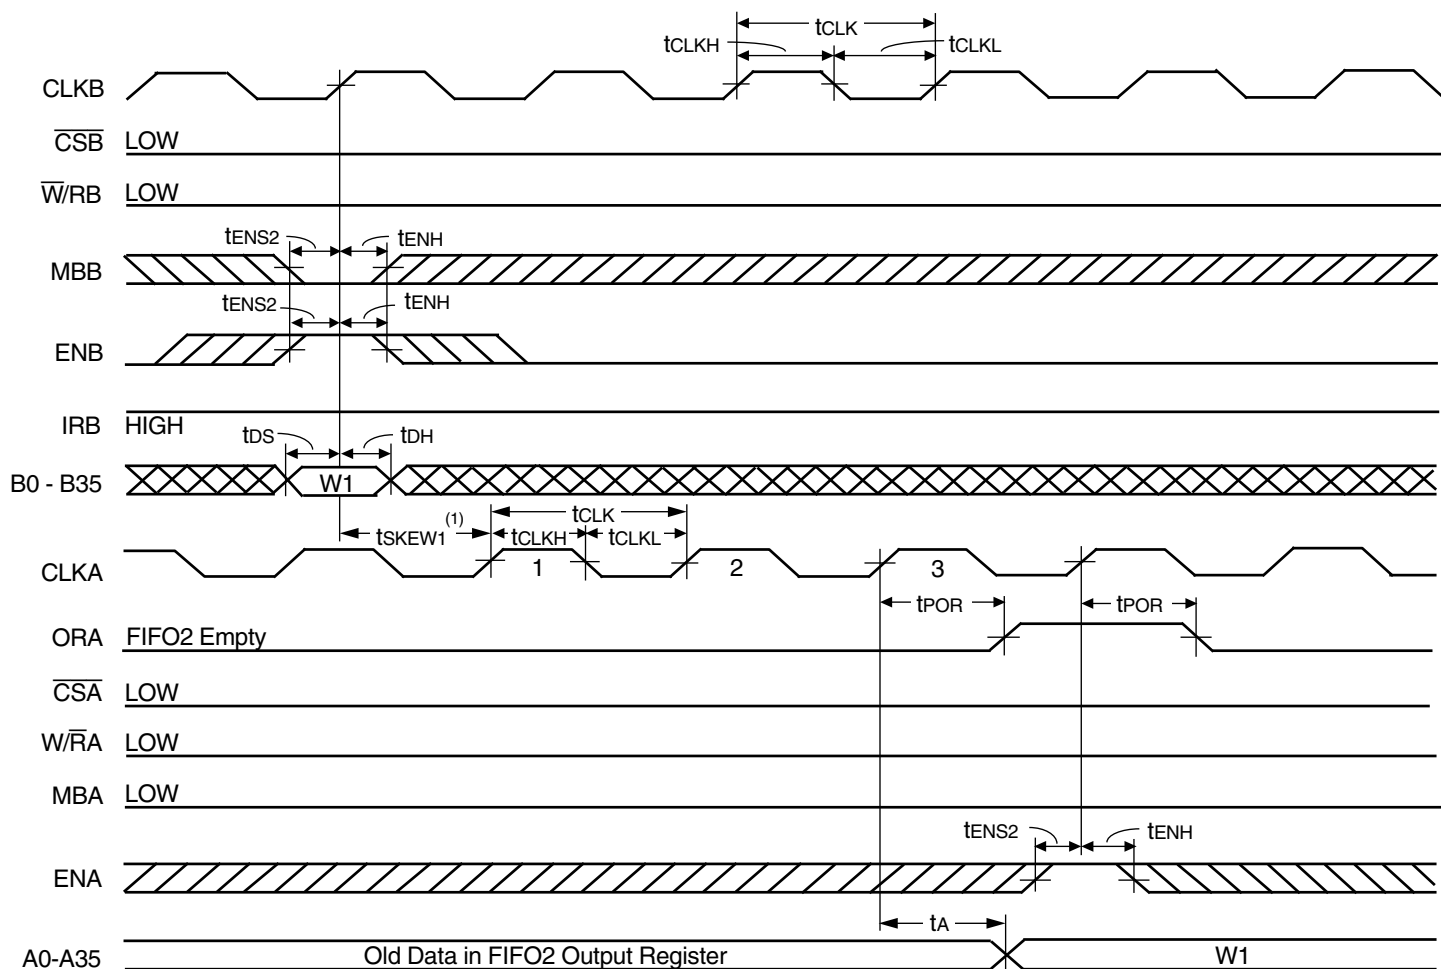 tCLK
tCLKH
tCLKL
CLKB
CSB LOW
W/RB LOW
tENS2
tENH
MBB
tENS2
tENH
ENB
IRB HIGH
tDS
tDH
B0 - B35 W1
tCLK
tSKEW1 (1) tCLKH tCLKL
CLKA 1 2 3
tPOR tPOR
ORA FIFO2 Empty
CSA LOW
W/RA LOW
MBA LOW
tENS2 tENH
ENA
tA
A0-A35 Old Data in FIFO2 Output Register W1